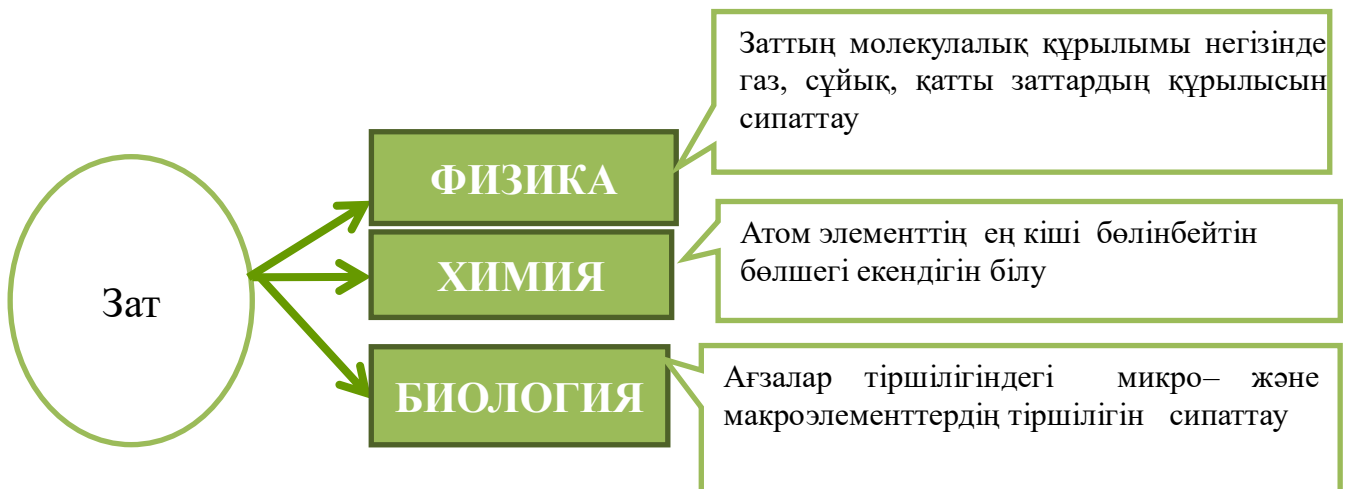 Заттың молекулалық құрылымы негізінде
газ, сұйық, қатты заттардың құрылысын
сипаттау
ФИЗИКА
Атом элементтің ең кіші бөлінбейтін
бөлшегі екендігін білу
ХИМИЯ
Зат
Ағзалар тіршілігіндегі микро– және
макроэлементтердің тіршілігін сипаттау
БИОЛОГИЯ